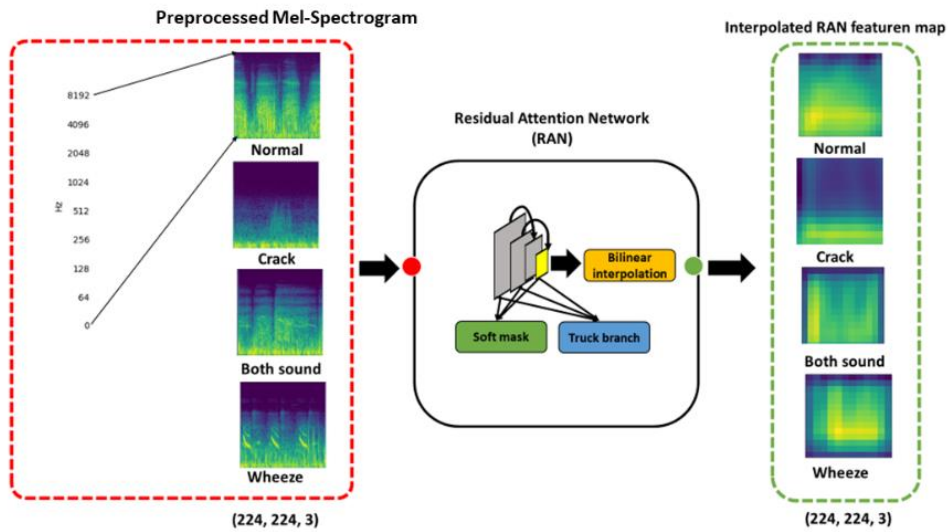 Preprocessed Mel-Spectrogram
8192
4096
2048
1024
512
256
128
64
0
Hz
Normal
Crack
Both sound
Wheeze
(224, 224, 3)
Residual Attention Network
(RAN)
Bilinear
interpolation
Soft mask
Truck branch
Interpolated RAN featuren map
Normal
Crack
Both sound
Wheeze
(224, 224, 3)